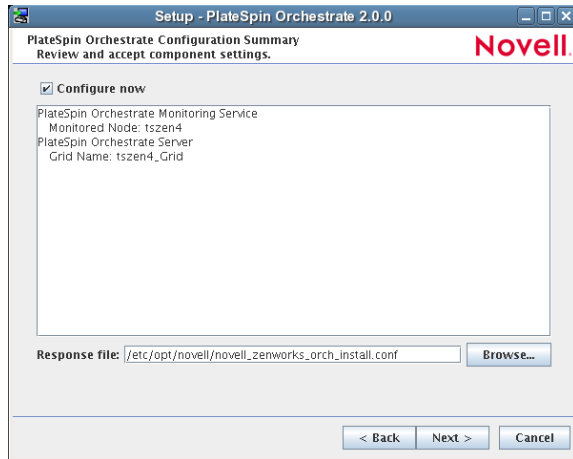 Setup - PlateSpin Orchestrate 2.0.0
PlateSpin Orchestrate Configuration Summary
Review and accept component settings.
Novell.
Configure now
PlateSpin Orchestrate Monitoring Service
Monitored Node: tszen4
PlateSpin Orchestrate Server
Grid Name: tszen4_Grid
Response file: /etc/opt/novell/novell_zenworks_orch_install.conf Browse...
< Back Next > Cancel